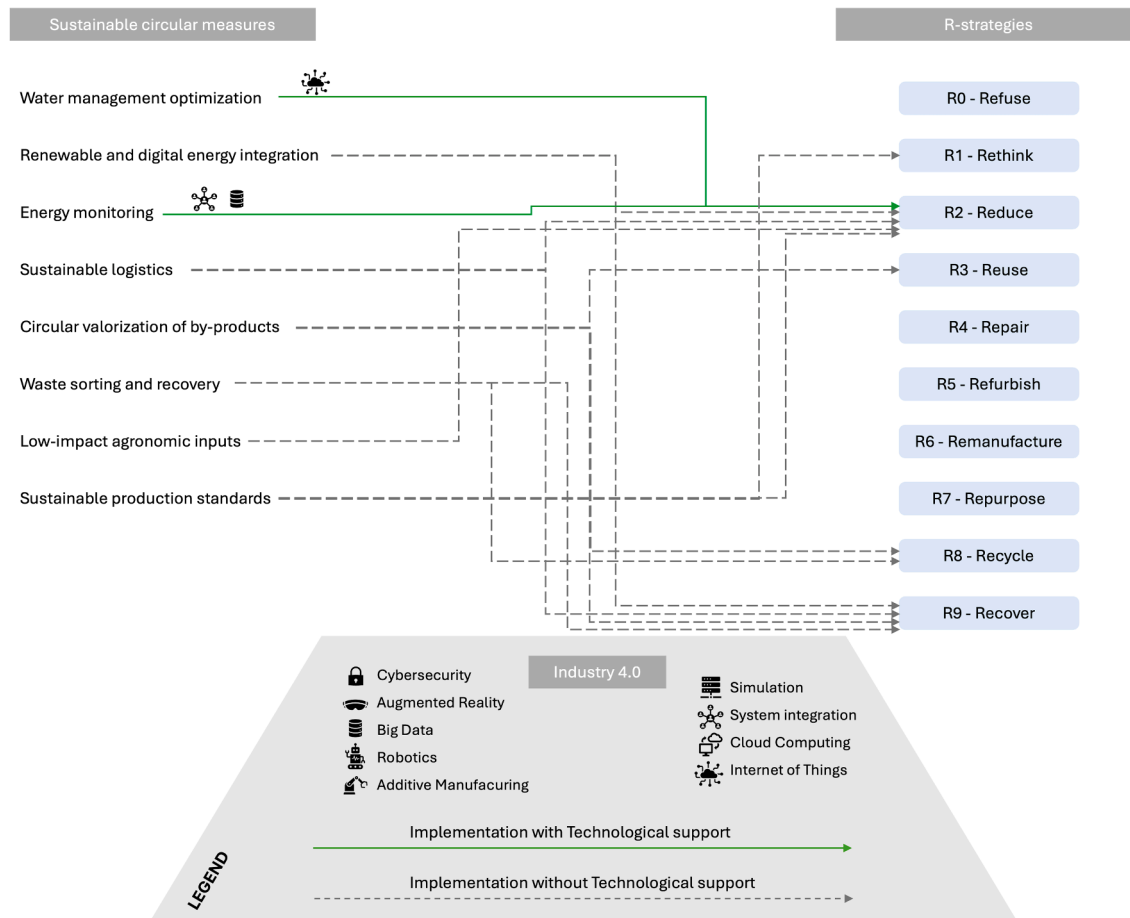 Sustainable circular measures
R-strategies
Water management optimization
R0 - Refuse
Renewable and digital energy integration
R1 - Rethink
Energy monitoring
R2 - Reduce
Sustainable logistics
R3 - Reuse
Circular valorization of by-products
R4 - Repair
Waste sorting and recovery
R5 - Refurbish
Low-impact agronomic inputs
R6 - Remanufacture
Sustainable production standards
R7 - Repurpose
R8 - Recycle
R9 - Recover
Industry 4.0
Cybersecurity
Augmented Reality
Big Data
Robotics
Additive Manufacuring
Simulation
System integration
Cloud Computing
Internet of Things
LEGEND
Implementation with Technological support
Implementation without Technological support